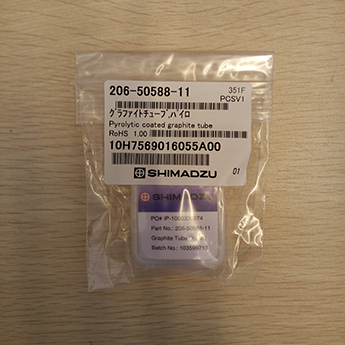 206-50588-11
351F
PCSV1
グラファイトチューブ,パイロ
Pyrolytic coated graphite tube
RoHS 1.00
10H7569016055A00
SHIMADZU
01
SHIMADZU
PO# IP-
Part No.: 206-50588-11
Graphite Tube
Batch No.: